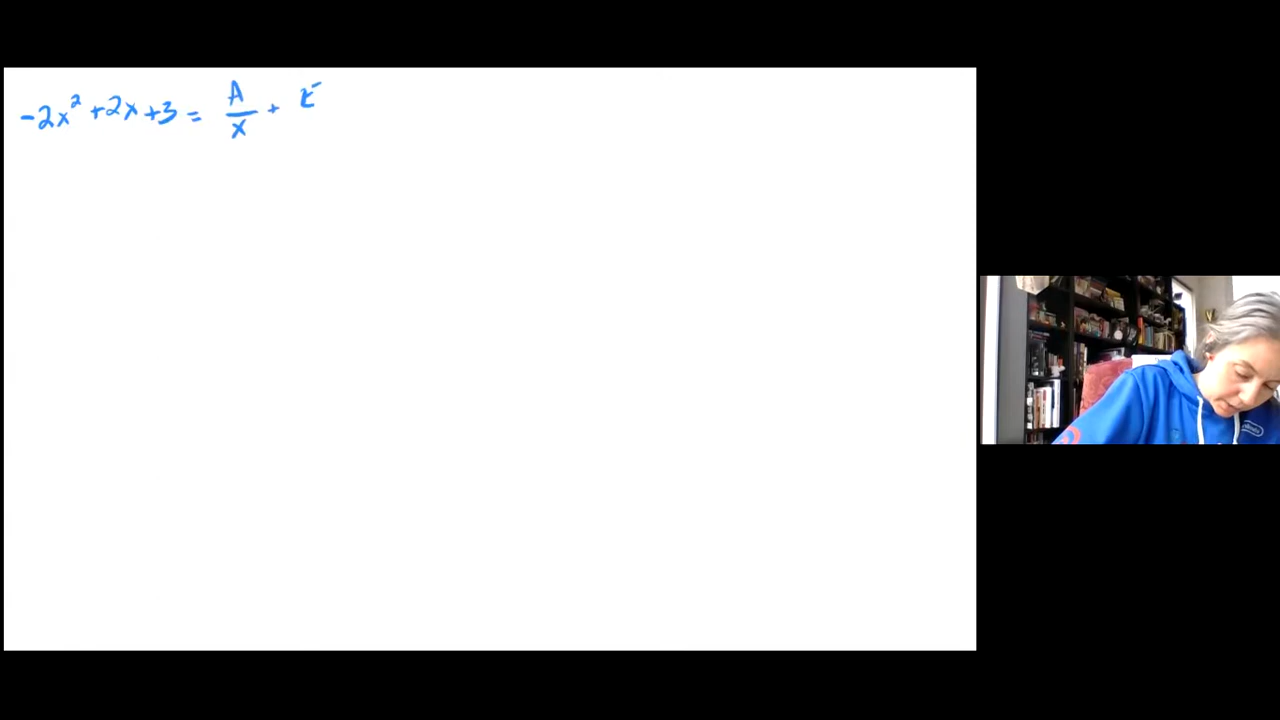 -2x² +2x +3 = A/x +